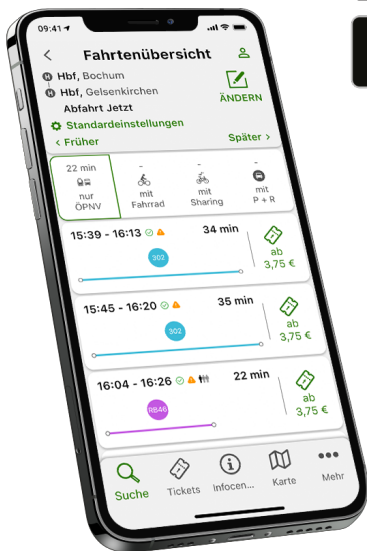 09:41
Fahrtenübersicht
H Hbf, Bochum
H Hbf, Gelsenkirchen
Abfahrt Jetzt
ÄNDERN
Standardeinstellungen
< Früher
Später >
22 min
nur
ÖPNV
-
mit
Fahrrad
-
mit
Sharing
-
mit
P + R
15:39 - 16:13
34 min
302
ab
3,75 €
15:45 - 16:20
35 min
302
ab
3,75 €
16:04 - 16:26
22 min
RB46
ab
3,75 €
Suche
Tickets
Infocen...
Karte
Mehr